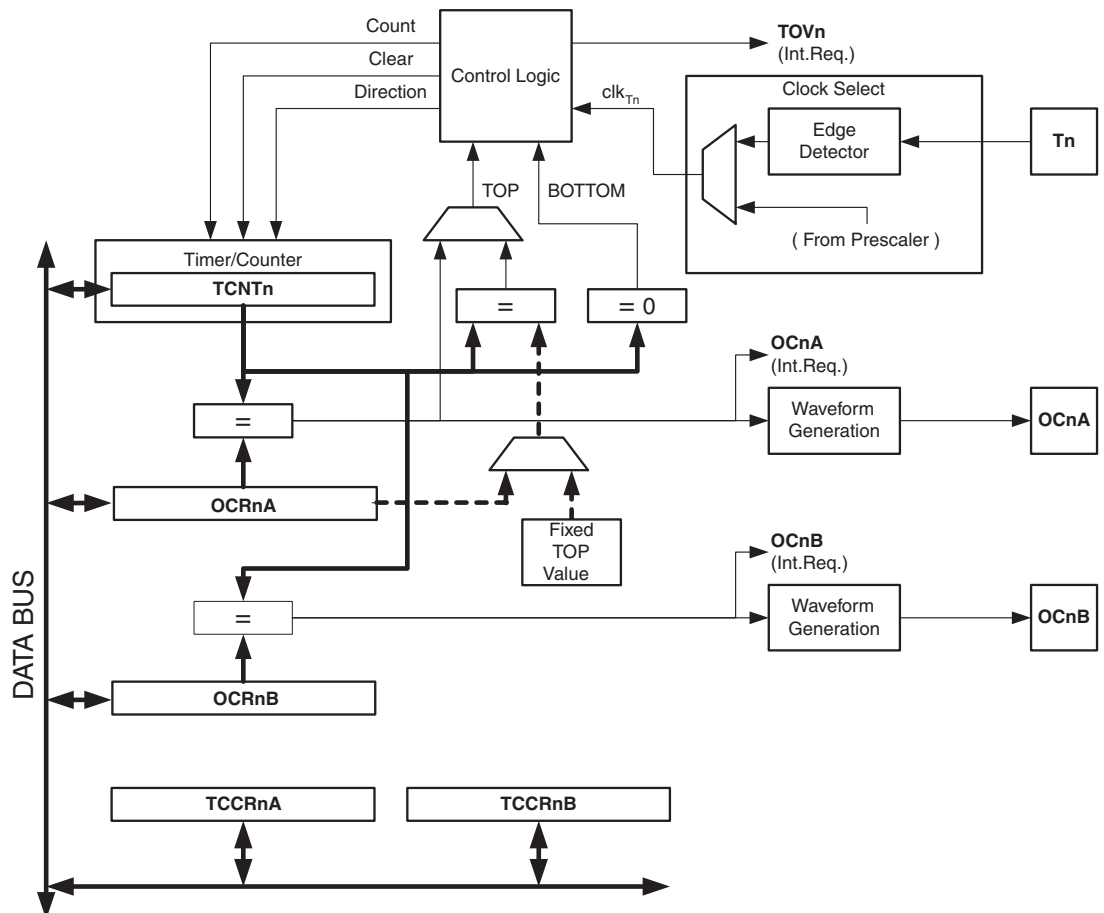 Count
Clear
Direction
Control Logic
TOVn
(Int.Req.)
clkTn
Clock Select
Edge
Detector
Tn
( From Prescaler )
TOP
BOTTOM
Timer/Counter
TCNTn
=
= 0
OCnA
(Int.Req.)
=
Waveform
Generation
OCnA
OCRnA
Fixed
TOP
Value
OCnB
(Int.Req.)
=
Waveform
Generation
OCnB
OCRnB
DATA BUS
TCCRnA
TCCRnB